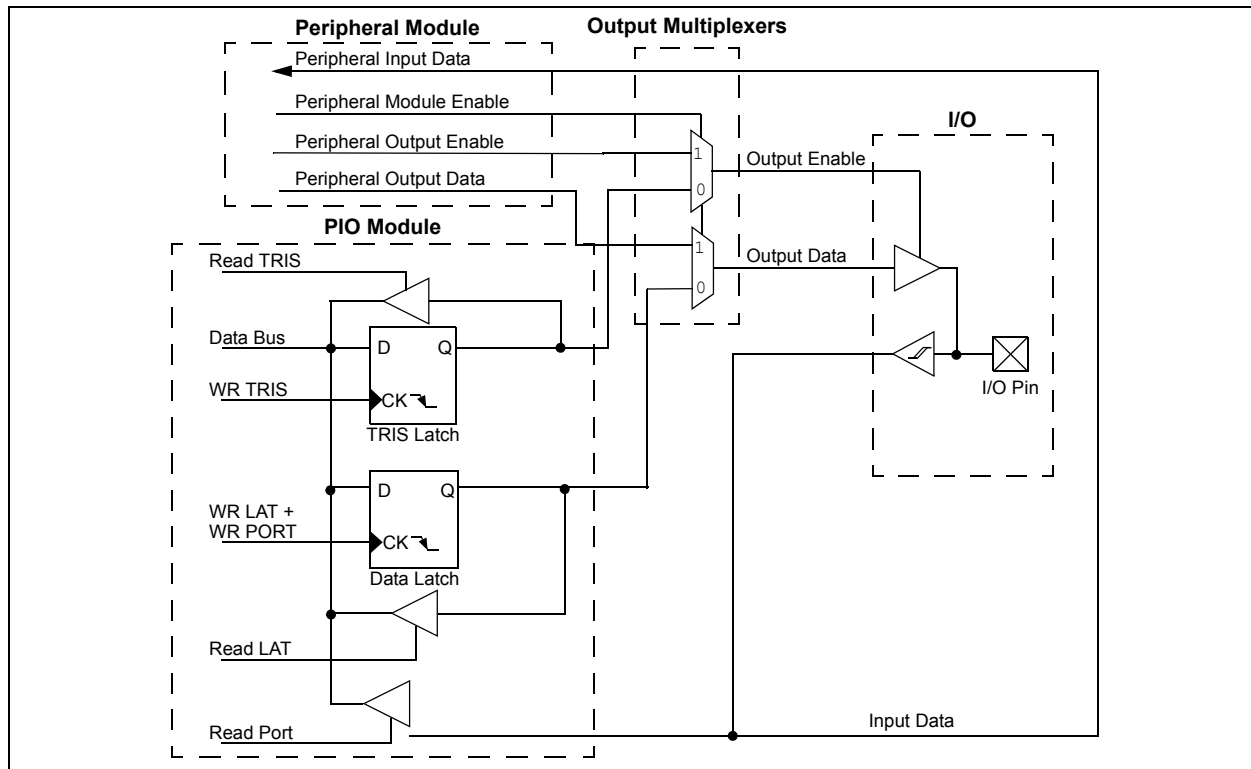 Peripheral Module
Output Multiplexers
Peripheral Input Data
Peripheral Module Enable
Peripheral Output Enable
Peripheral Output Data
1
0
1
0
Output Enable
Output Data
I/O
I/O Pin
PIO Module
Read TRIS
Data Bus
D Q
WR TRIS
CK
TRIS Latch
D Q
WR LAT +
WR PORT
CK
Data Latch
Read LAT
Read Port
Input Data